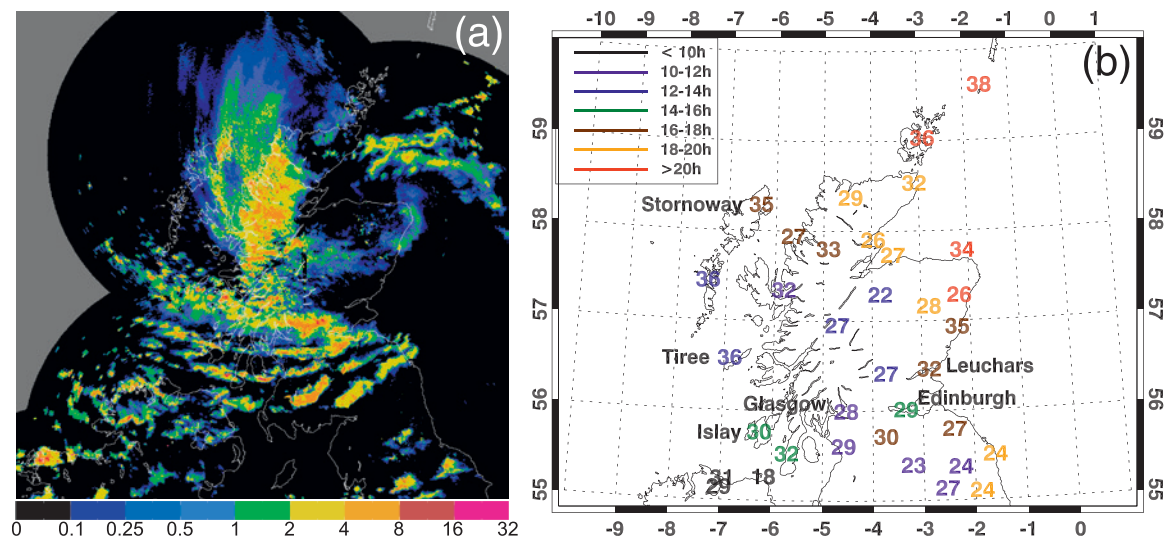 (a)
0 0.1 0.25 0.5 1 2 4 8 16 32
-10 -9 -8 -7 -6 -5 -4 -3 -2 -1 0 1
(b)
< 10h
10-12h
12-14h
14-16h
16-18h
18-20h
>20h
38
59 36 59
32
29
Stornoway 35
58 58
27 33 26 27 34
35 32 22 28 26
57 57
27 35
Tiree 36
27 32 Leuchars
56 Glasgow 28 29 Edinburgh 56
Islay 30 30 27
32 29 23 24 24
18
55 29 27 24 55
-9 -8 -7 -6 -5 -4 -3 -2 -1 0